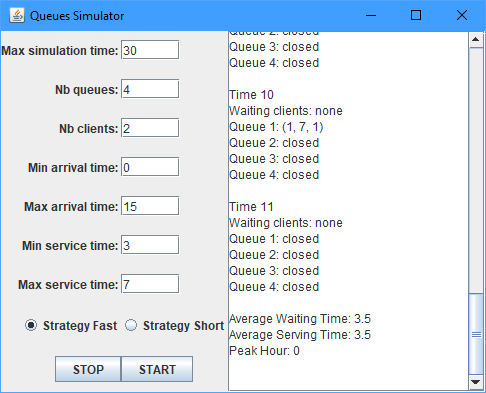 Queues Simulator
Max simulation time: 30
Nb queues: 4
Nb clients: 2
Min arrival time: 0
Max arrival time: 15
Min service time: 3
Max service time: 7
Strategy Fast Strategy Short
STOP START
Queue 2: closed
Queue 3: closed
Queue 4: closed
Time 10
Waiting clients: none
Queue 1: (1, 7, 1)
Queue 2: closed
Queue 3: closed
Queue 4: closed
Time 11
Waiting clients: none
Queue 1: closed
Queue 2: closed
Queue 3: closed
Queue 4: closed
Average Waiting Time: 3.5
Average Serving Time: 3.5
Peak Hour: 0